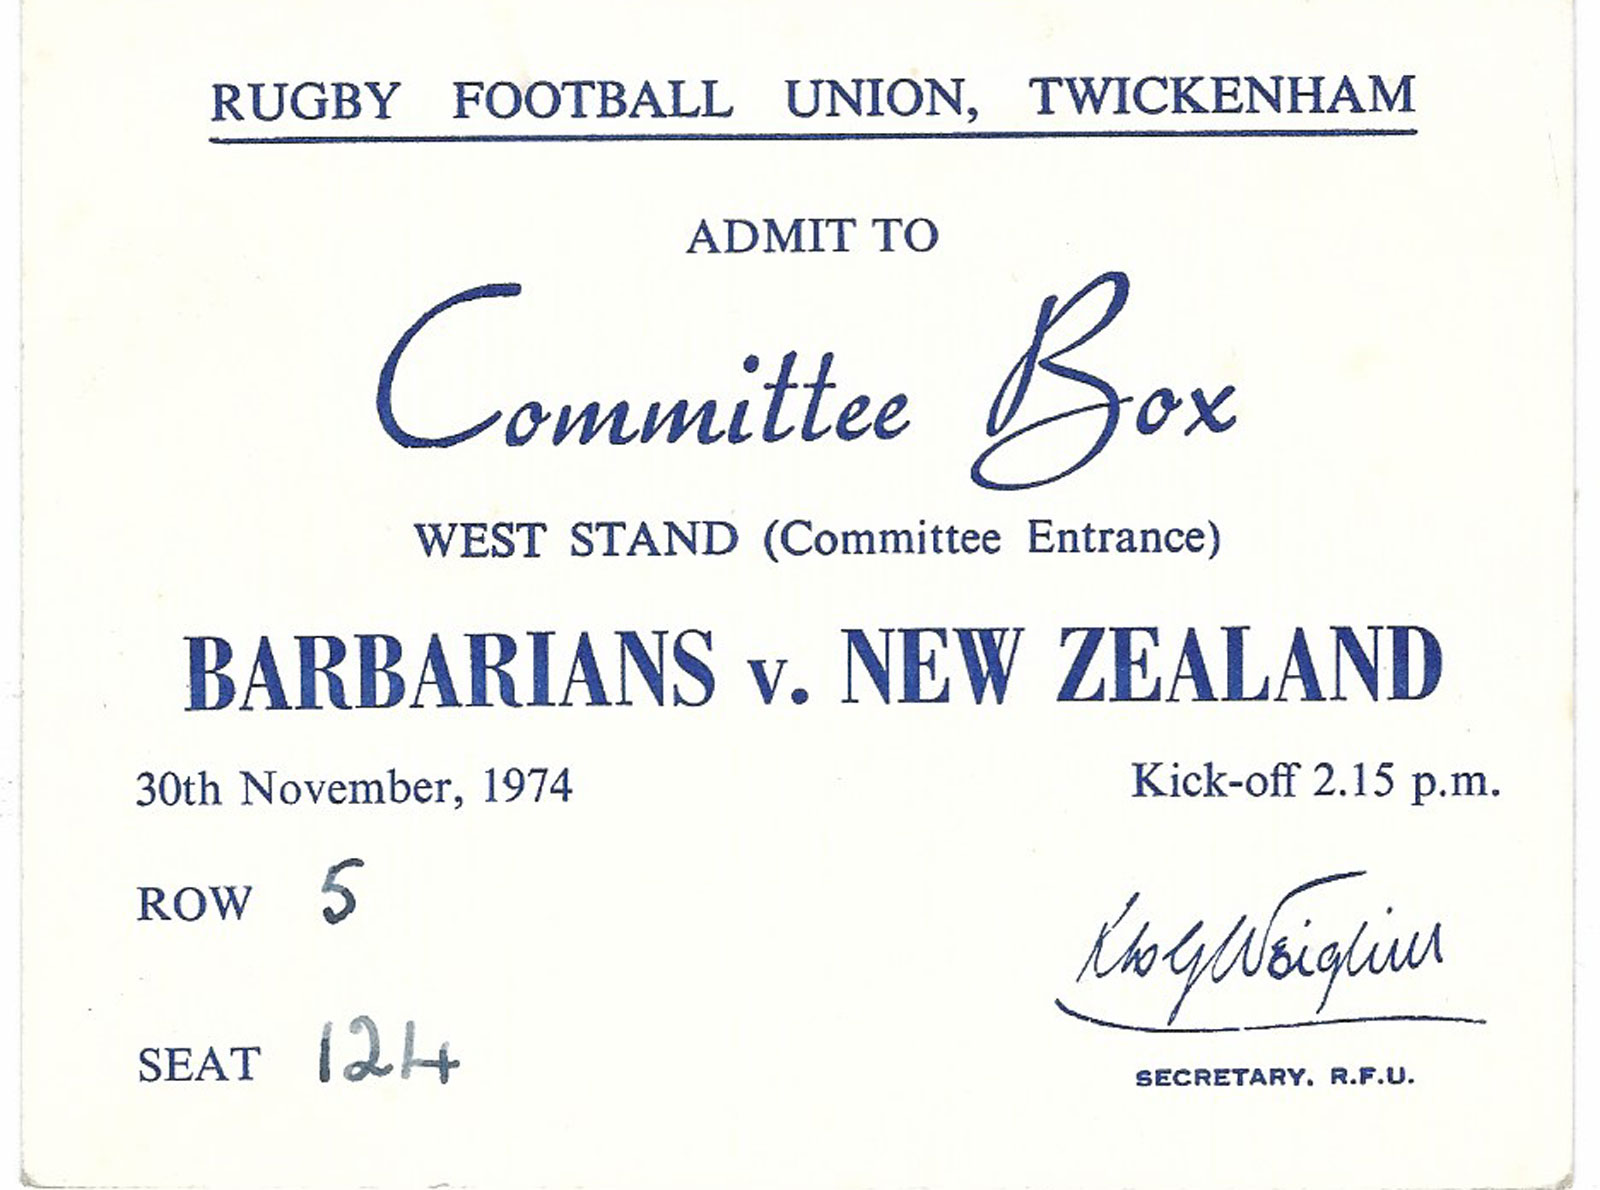 RUGBY FOOTBALL UNION, TWICKENHAM
ADMIT TO
Committee Box
WEST STAND (Committee Entrance)
BARBARIANS v. NEW ZEALAND
30th November, 1974
Kick-off 2.15 p.m.
ROW 5
SEAT 124
SECRETARY, R.F.U.